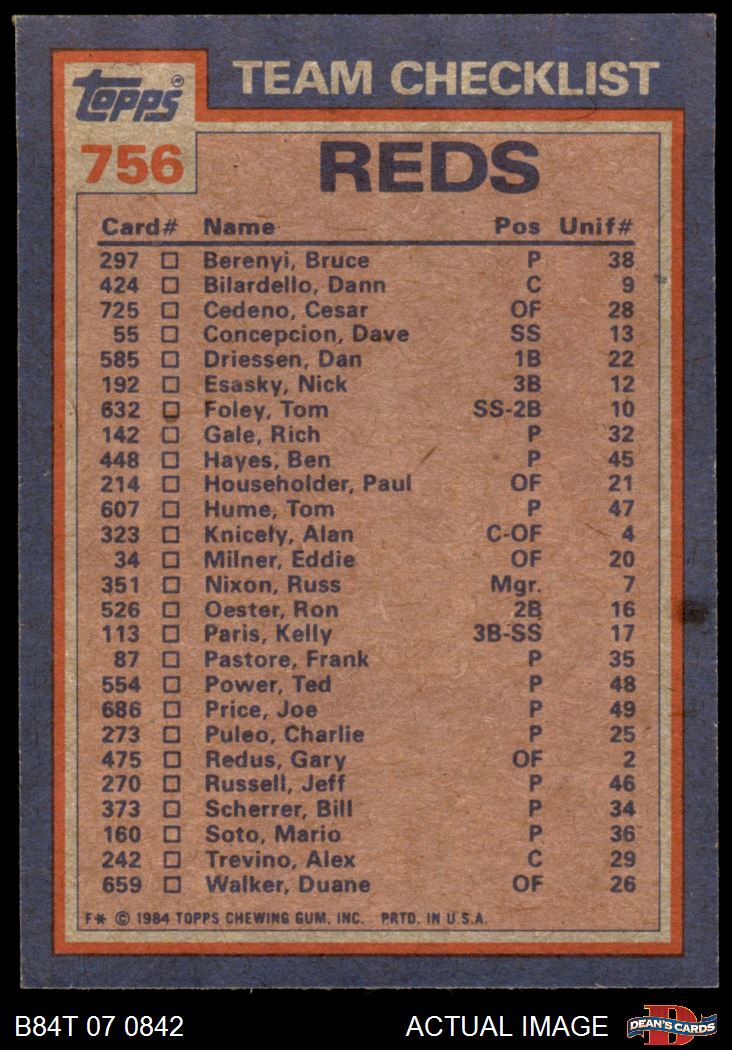 TEAM CHECKLIST
TOPPS®
756
REDS
Card# Name Pos Unif#
297 Berenyi, Bruce P 38
424 Bilardello, Dann C 9
725 Cedeno, Cesar OF 28
55 Concepcion, Dave SS 13
585 Driessen, Dan 1B 22
192 Esasky, Nick 3B 12
632 Foley, Tom SS-2B 10
142 Gale, Rich P 32
448 Hayes, Ben P 45
214 Householder, Paul OF 21
607 Hume, Tom P 47
323 Knicely, Alan C-OF 4
34 Milner, Eddie OF 20
351 Nixon, Russ Mgr. 7
526 Oester, Ron 2B 16
113 Paris, Kelly 3B-SS 17
87 Pastore, Frank P 35
554 Power, Ted P 48
686 Price, Joe P 49
273 Puleo, Charlie P 25
475 Redus, Gary OF 2
270 Russell, Jeff P 46
373 Scherrer, Bill P 34
160 Soto, Mario P 36
242 Trevino, Alex C 29
659 Walker, Duane OF 26
F* © 1984 TOPPS CHEWING GUM, INC. PRTD. IN U.S.A.
B84T 07 0842 ACTUAL IMAGE D DEAN'S CARDS